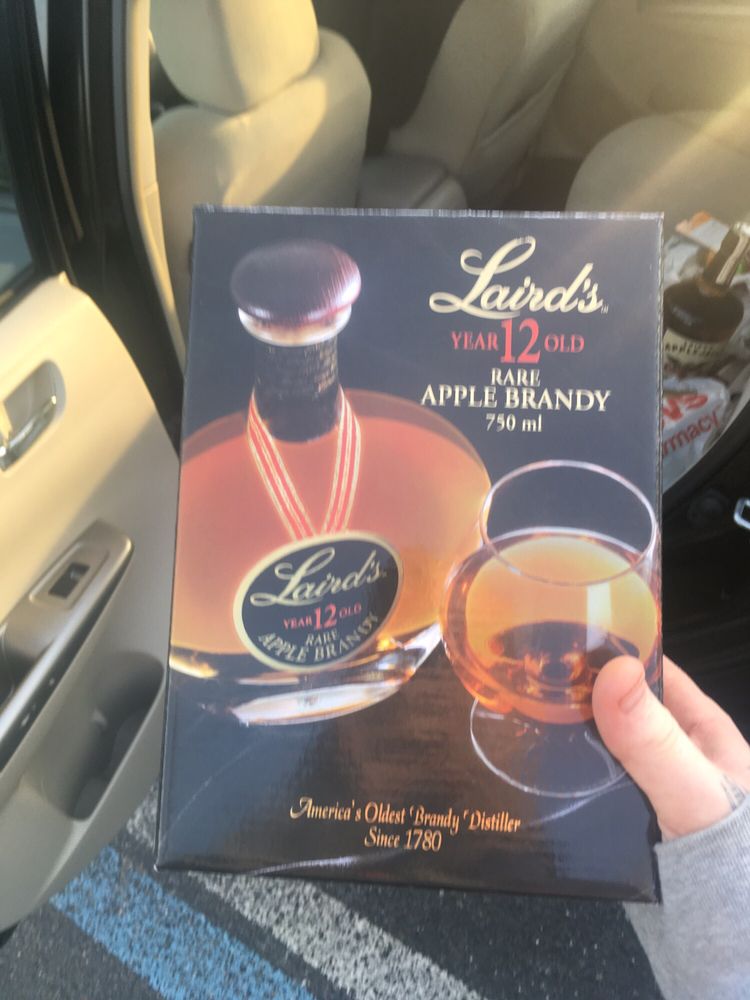 Laird's
YEAR 12 OLD
RARE
APPLE BRANDY
750 ml
Laird's
YEAR 12 OLD
RARE
APPLE BRANDY
America's Oldest Brandy Distiller
Since 1780